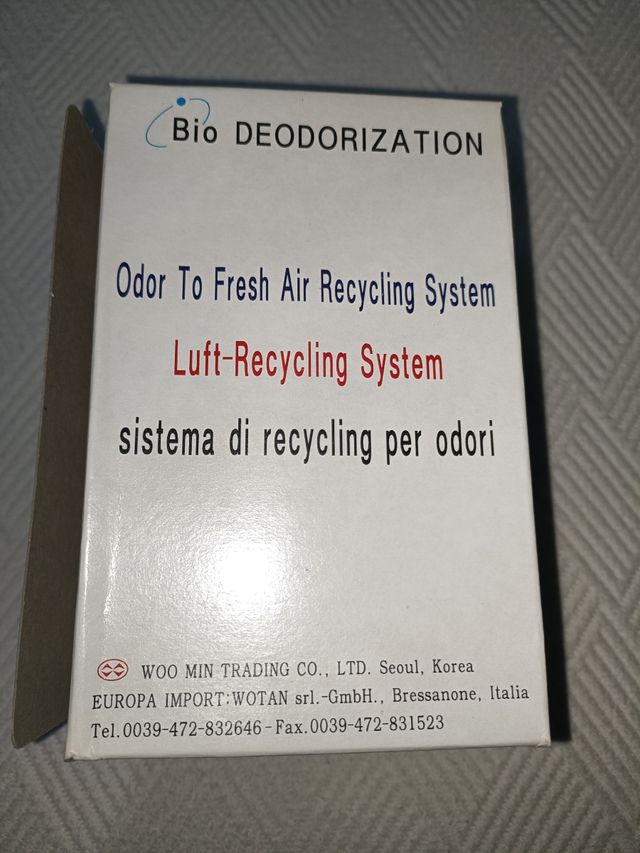 Bio DEODORIZATION
Odor To Fresh Air Recycling System
Luft-Recycling System
sistema di recycling per odori
WOO MIN TRADING CO., LTD. Seoul, Korea
EUROPA IMPORT:WOTAN srl.-GmbH., Bressanone, Italia
Tel.0039-472-832646-Fax.0039-472-831523